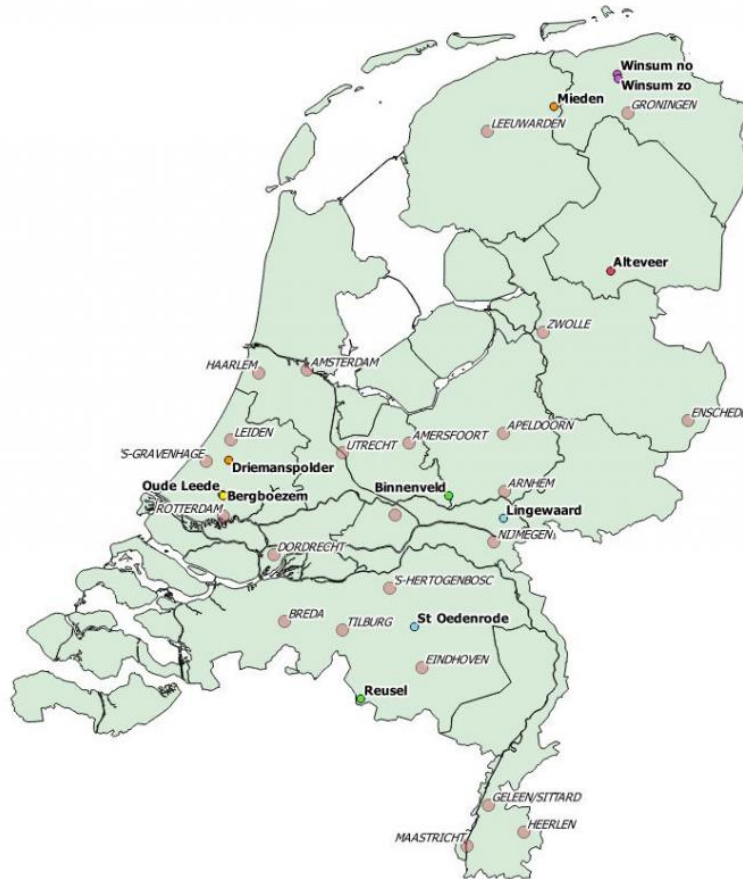 Winsum no
Winsum zo
Mieden
GRONINGEN
LEEUWARDEN
Alteveer
ZWOLLE
HAARLEM
AMSTERDAM
ENSCHEDE
LEIDEN
APELDOORN
UTRECHT
AMERSFOORT
'S-GRAVENHAGE
Driemanspolder
Oude Leede
Bergboezem
Binnenveld
ARNHEM
ROTTERDAM
Lingewaard
NIJMEGEN
DORDRECHT
'S-HERTOGENBOSC
BREDA
TILBURG
St Oedenrode
EINDHOVEN
Reusel
GELEEN/SITTARD
HEERLEN
MAASTRICHT